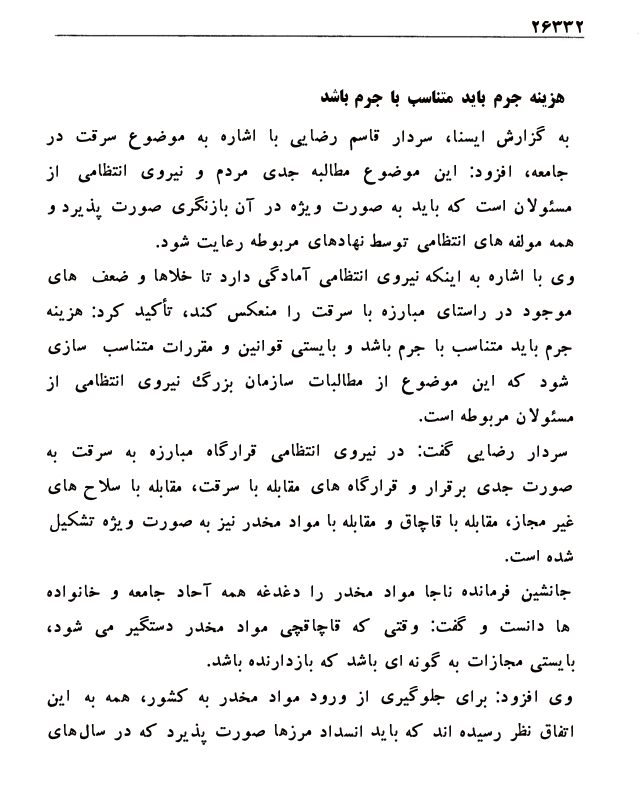 ۲۶۳۳۲
هزینه جرم باید متناسب با جرم باشد
به گزارش ایسنا، سردار قاسم رضایی با اشاره به موضوع سرقت در
جامعه، افزود: این موضوع مطالبه جدی مردم و نیروی انتظامی از
مسئولان است که باید به صورت ویژه در آن بازنگری صورت پذیرد و
همه مولفه های انتظامی توسط نهادهای مربوطه رعایت شود.
وی با اشاره به اینکه نیروی انتظامی آمادگی دارد تا خلاها و ضعف های
موجود در راستای مبارزه با سرقت را منعکس کند، تأکید کرد: هزینه
جرم باید متناسب با جرم باشد و بایستی قوانین و مقررات متناسب سازی
شود که این موضوع از مطالبات سازمان بزرگ نیروی انتظامی از
مسئولان مربوطه است.
سردار رضایی گفت: در نیروی انتظامی قرارگاه مبارزه به سرقت به
صورت جدی برقرار و قرارگاه های مقابله با سرقت، مقابله با سلاح های
غیر مجاز، مقابله با قاچاق و مقابله با مواد مخدر نیز به صورت ویژه تشکیل
شده است.
جانشین فرمانده ناجا مواد مخدر را دغدغه همه آحاد جامعه و خانواده
ها دانست و گفت: وقتی که قاچاقچی مواد مخدر دستگیر می شود،
بایستی مجازات به گونه ای باشد که بازدارنده باشد.
وی افزود: برای جلوگیری از ورود مواد مخدر به کشور، همه به این
اتفاق نظر رسیده اند که باید انسداد مرزها صورت پذیرد که در سال‌های